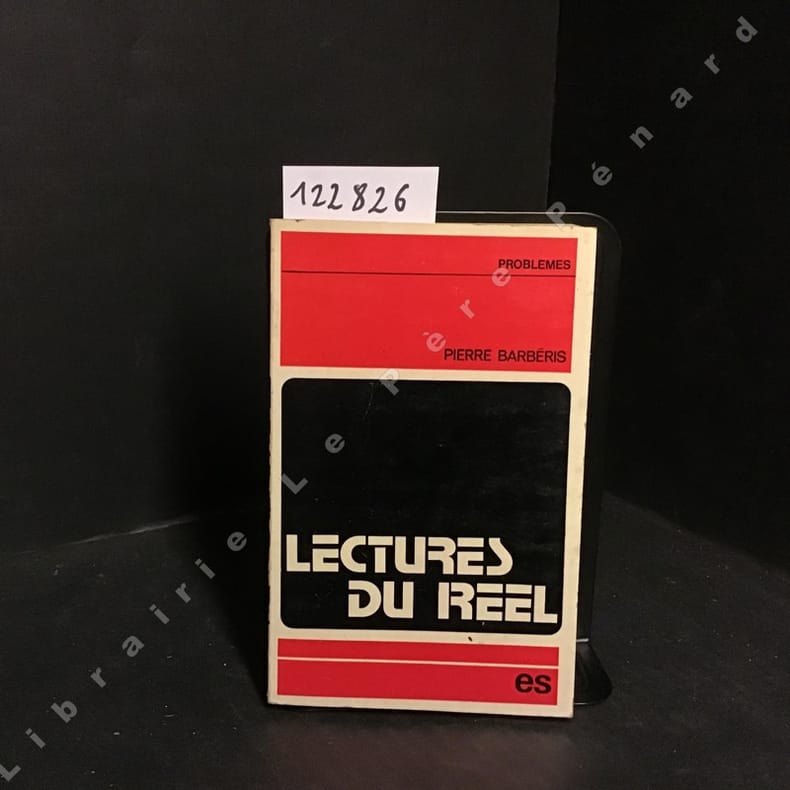 122826
PROBLEMES
PIERRE BARBÉRIS
LECTURES
DU REEL
es
Librairie Le Père Pénard